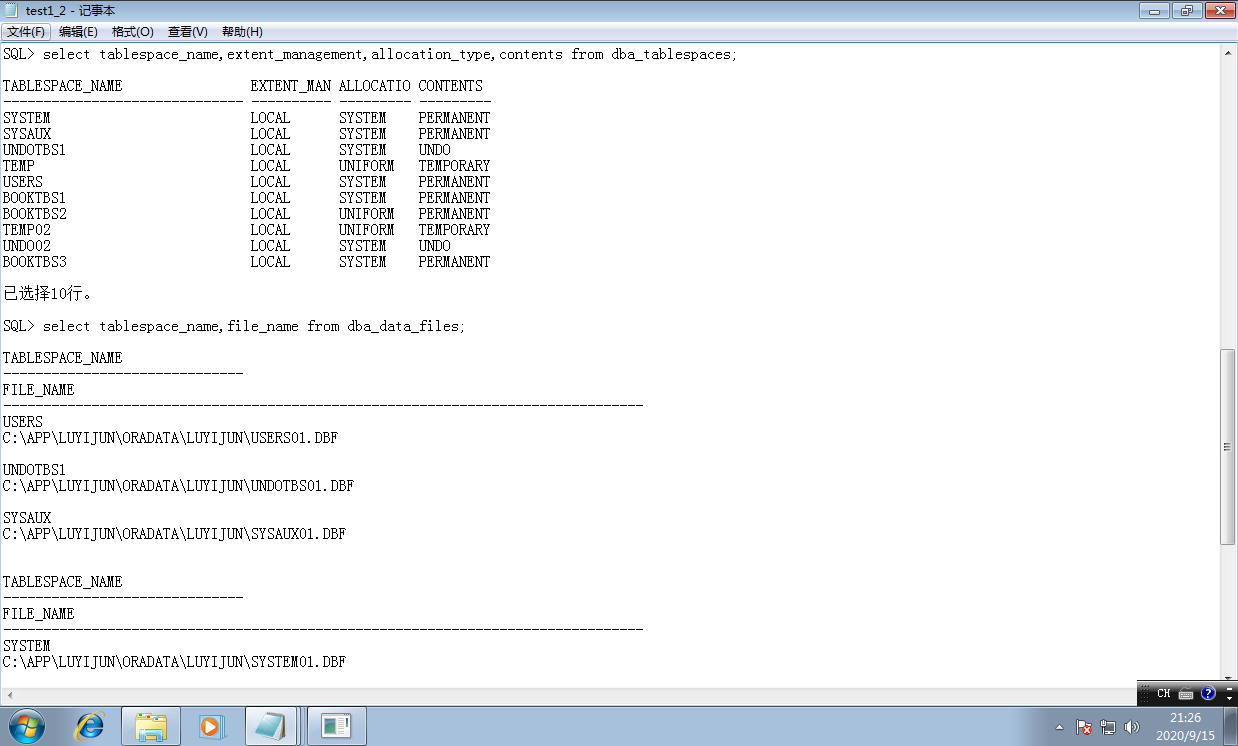 test1_2 - 记事本
文件(F) 编辑(E) 格式(O) 查看(V) 帮助(H)
SQL> select tablespace_name,extent_management,allocation_type,contents from dba_tablespaces;
TABLESPACE_NAME EXTENT_MAN ALLOCATIO CONTENTS
------------------------------ ---------- --------- ---------
SYSTEM LOCAL SYSTEM PERMANENT
SYSAUX LOCAL SYSTEM PERMANENT
UNDOTBS1 LOCAL SYSTEM UNDO
TEMP LOCAL UNIFORM TEMPORARY
USERS LOCAL SYSTEM PERMANENT
BOOKTBS1 LOCAL SYSTEM PERMANENT
BOOKTBS2 LOCAL UNIFORM PERMANENT
TEMP02 LOCAL UNIFORM TEMPORARY
UNDO02 LOCAL SYSTEM UNDO
BOOKTBS3 LOCAL SYSTEM PERMANENT
已选择10行。
SQL> select tablespace_name,file_name from dba_data_files;
TABLESPACE_NAME
------------------------------
FILE_NAME
--------------------------------------------------------------------------------
USERS
C:\APP\LUYIJUN\ORADATA\LUYIJUN\USERS01.DBF
UNDOTBS1
C:\APP\LUYIJUN\ORADATA\LUYIJUN\UNDOTBS01.DBF
SYSAUX
C:\APP\LUYIJUN\ORADATA\LUYIJUN\SYSAUX01.DBF
TABLESPACE_NAME
------------------------------
FILE_NAME
--------------------------------------------------------------------------------
SYSTEM
C:\APP\LUYIJUN\ORADATA\LUYIJUN\SYSTEM01.DBF
CH
21:26
2020/9/15